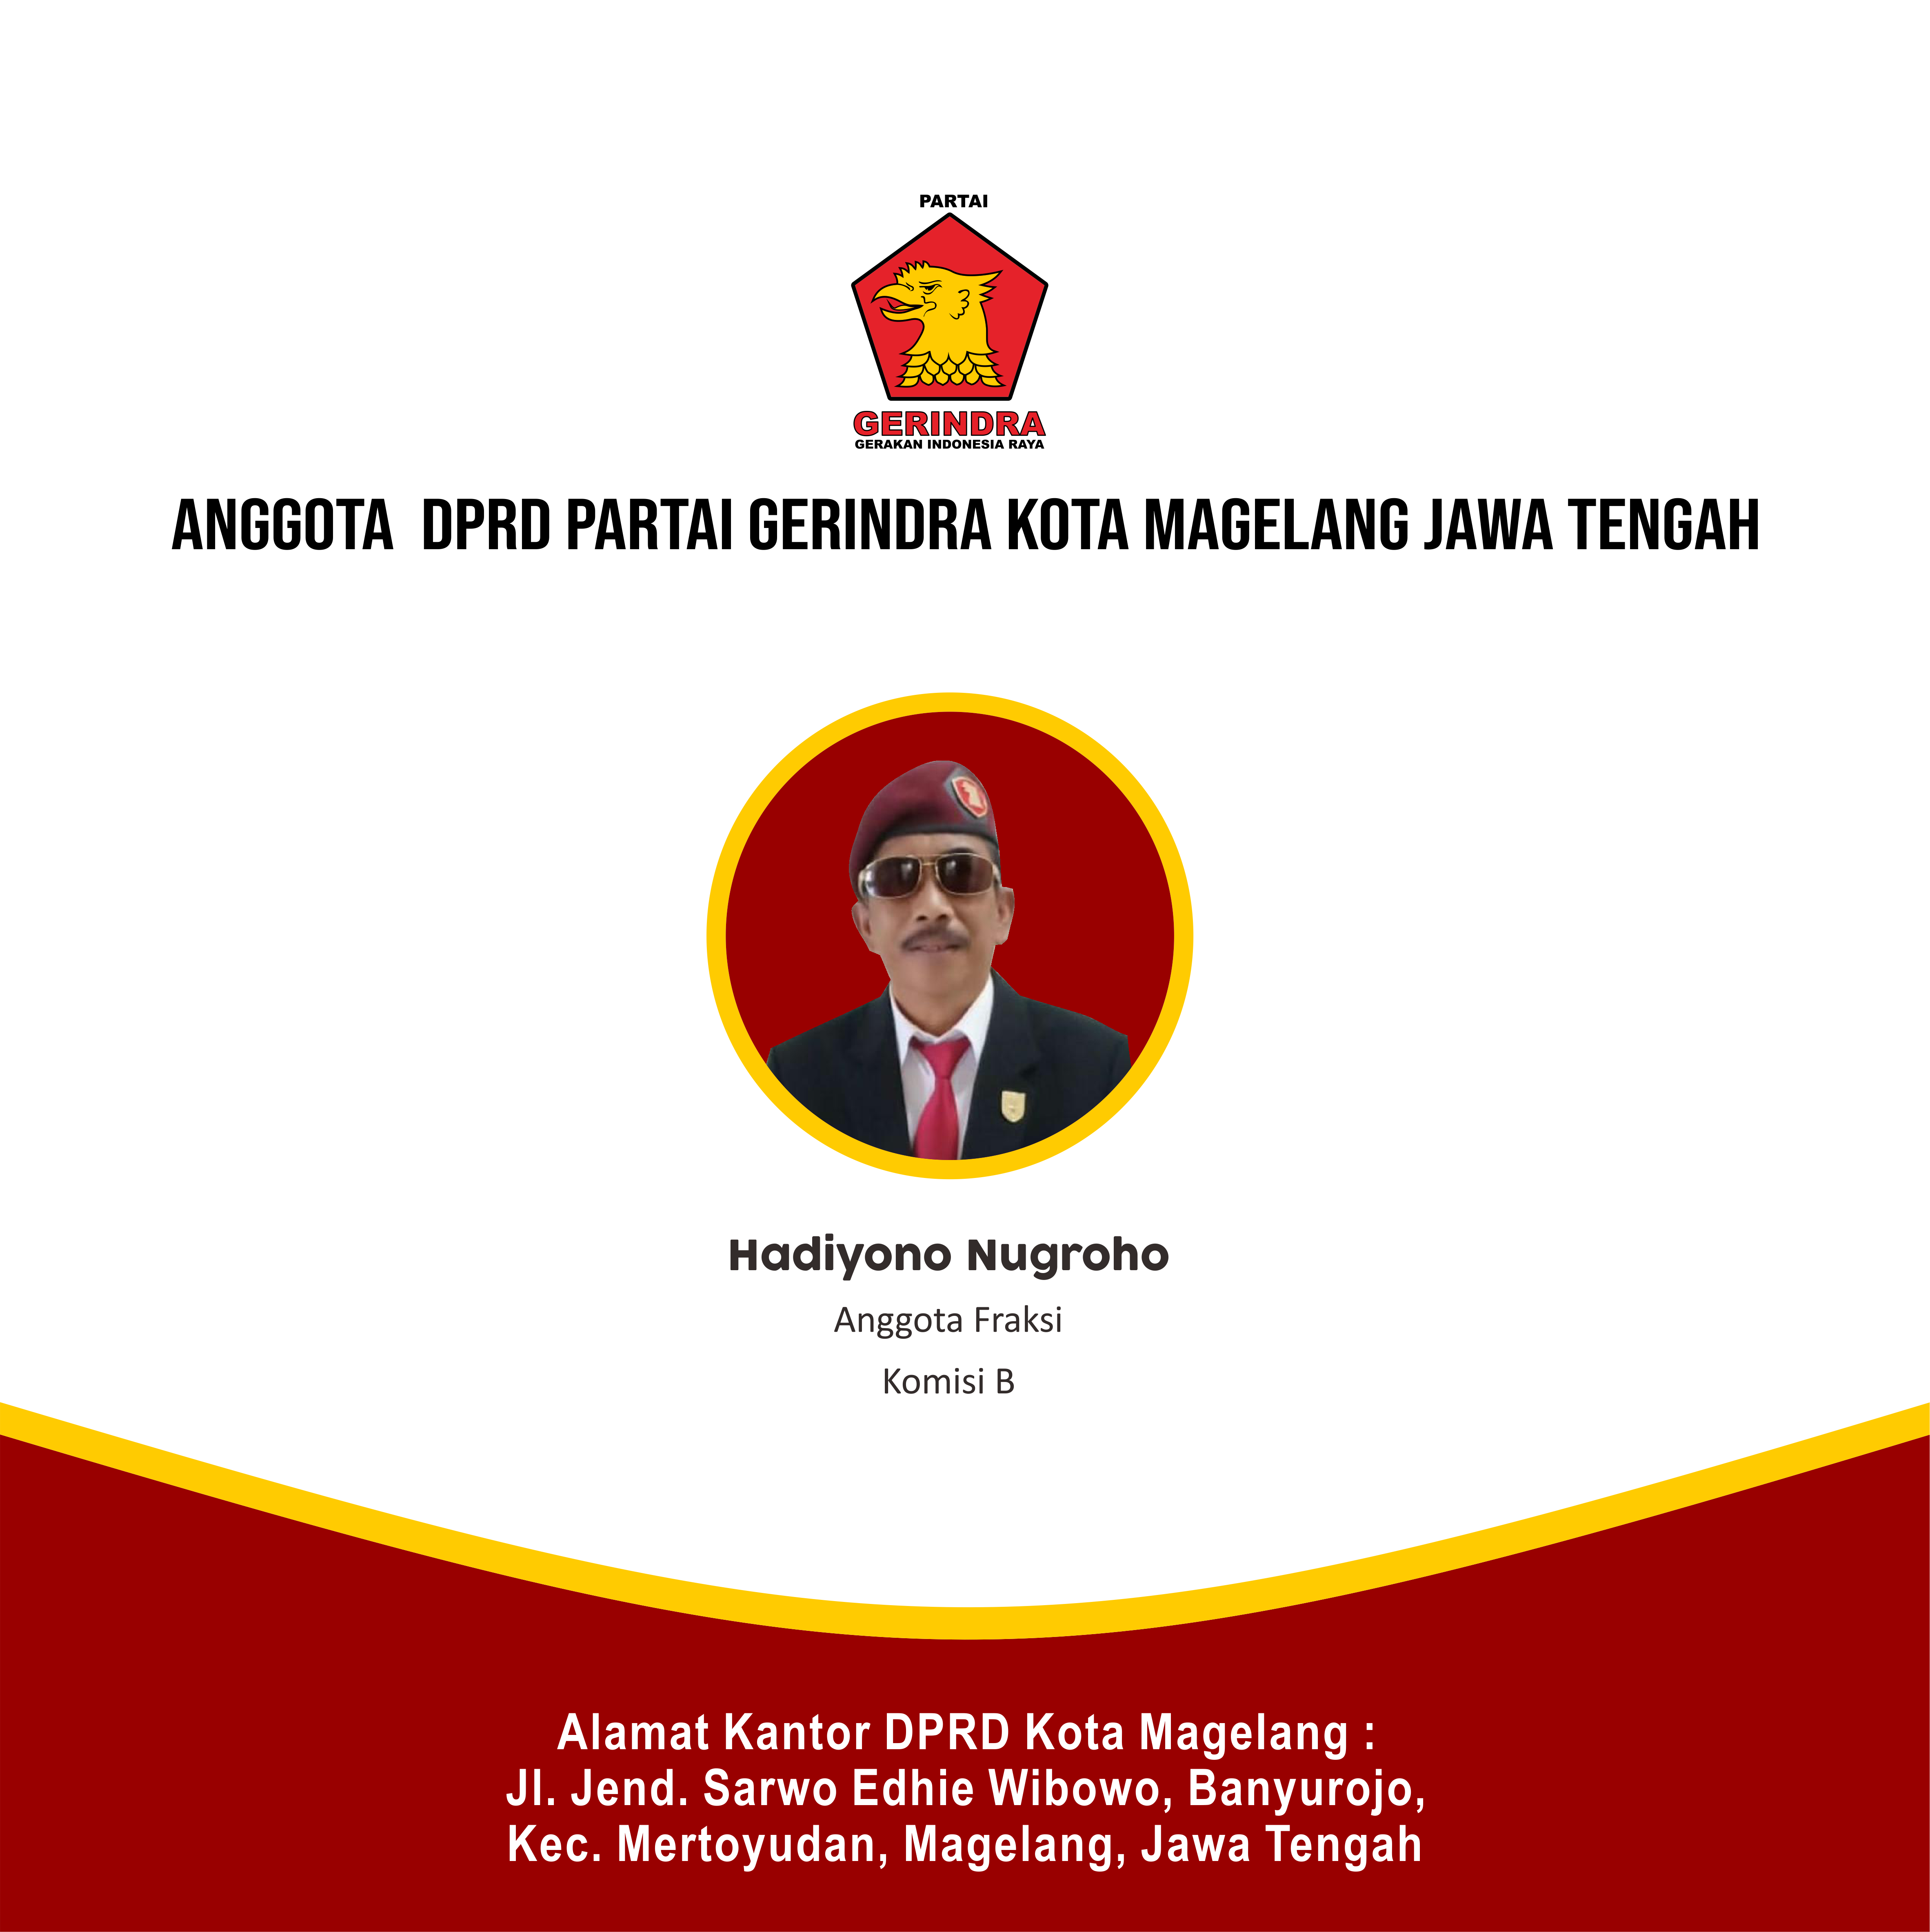 PARTAI
GERINDRA
GERAKAN INDONESIA RAYA
ANGGOTA DPRD PARTAI GERINDRA KOTA MAGELANG JAWA TENGAH
Hadiyono Nugroho
Anggota Fraksi
Komisi B
Alamat Kantor DPRD Kota Magelang :
Jl. Jend. Sarwo Edhie Wibowo, Banyurojo,
Kec. Mertoyudan, Magelang, Jawa Tengah